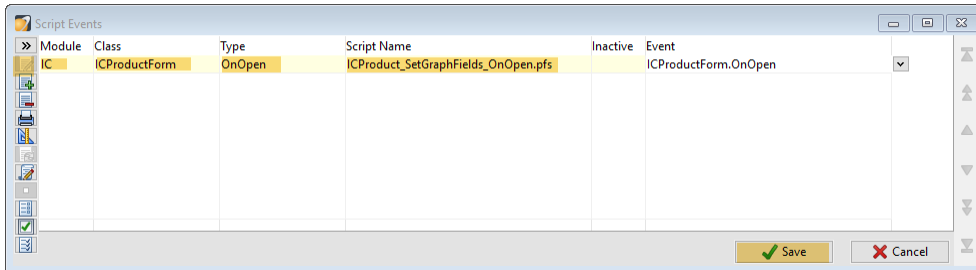 Script Events
» Module Class Type Script Name Inactive Event
IC ICProductForm OnOpen ICProduct_SetGraphFields_OnOpen.pfs ICProductForm.OnOpen
Save Cancel